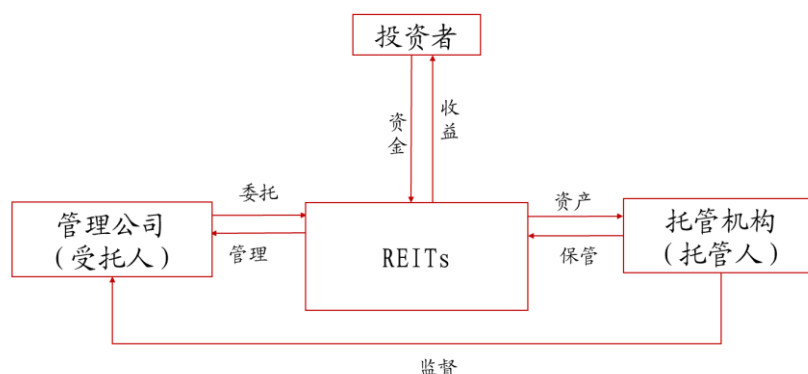 投资者
资金
收益
委托
资产
管理公司
（受托人）
REITs
托管机构
（托管人）
管理
保管
监督